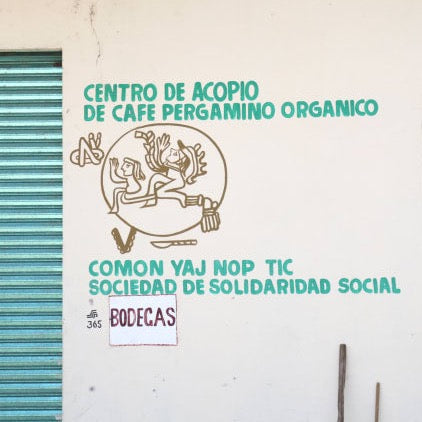 CENTRO DE ACOPIO
DE CAFE PERGAMINO ORGANICO
COMON YAJ NOP TIC
SOCIEDAD DE SOLIDARIDAD SOCIAL
365
BODEGAS